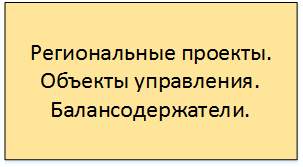 Региональные проекты.
Объекты управления.
Балансодержатели.